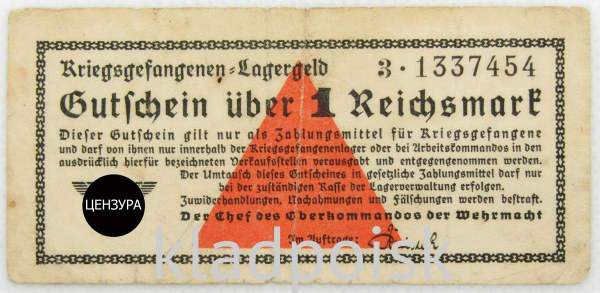 Kriegsgefangenen-Lagergeld 3·1337454
Gutschein über 1 Reichsmark
Dieser Gutschein gilt nur als Zahlungsmittel für Kriegsgefangene
und darf von ihnen nur innerhalb der Kriegsgefangenenlager oder bei Arbeitskommandos in den
ausdrücklich hierfür bezeichneten Verkaufsstellen verausgabt und entgegengenommen werden.
Der Umtausch dieses Gutscheines in gesetzliche Zahlungsmittel darf nur
bei der zuständigen Kasse der Lagerverwaltung erfolgen.
Zuwiderhandlungen, Nachahmungen und Fälschungen werden bestraft.
Der Chef des Oberkommandos der Wehrmacht
Im Auftrage:
ЦЕНЗУРА
kladpoisk